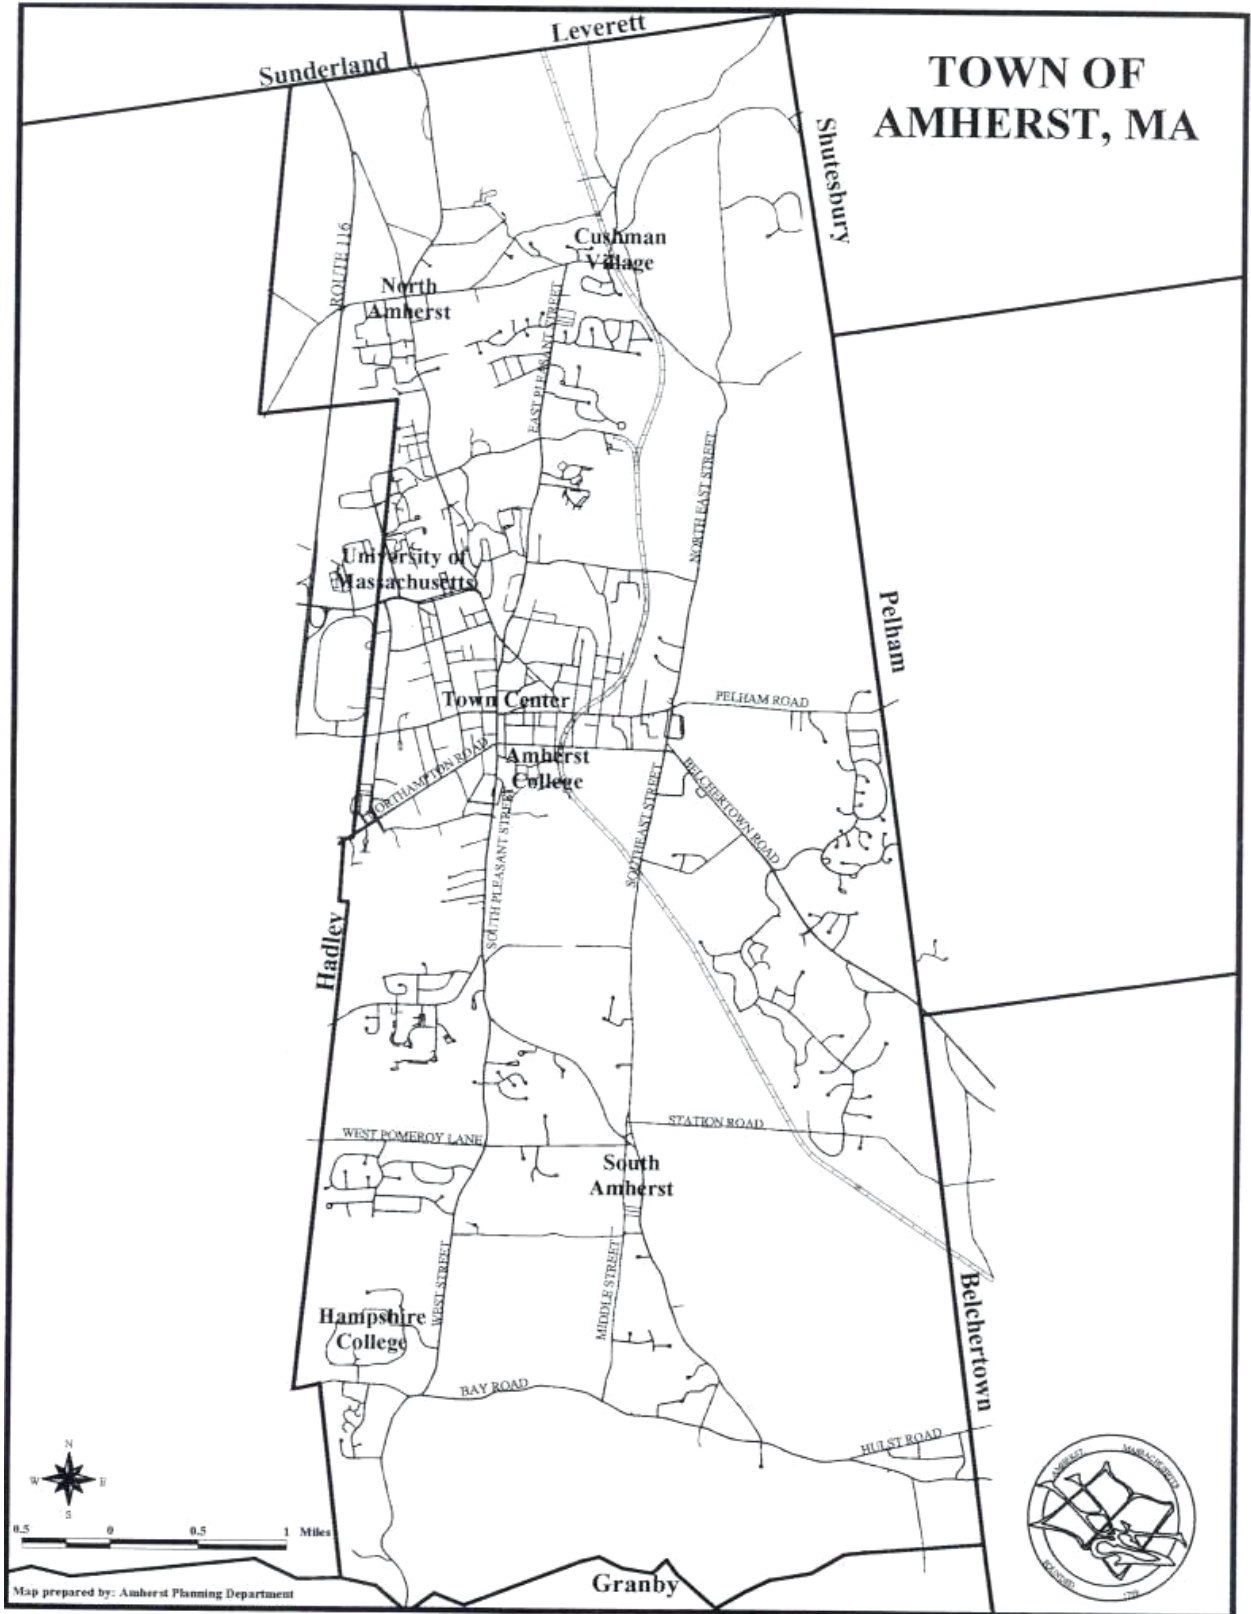 Leverett
Sunderland
TOWN OF
AMHERST, MA
Shutesbury
ROUTE 116
Cushman
Village
North
Amherst
EAST PLEASANT STREET
NORTH EAST STREET
University of
Massachusetts
Pelham
Town Center
PELHAM ROAD
NORTHAMPTON ROAD
Amherst
College
BELCHERTOWN ROAD
SOUTHEAST STREET
SOUTH PLEASANT STREET
Hadley
WEST POMEROY LANE
STATION ROAD
South
Amherst
WEST STREET
MIDDLE STREET
Hampshire
College
Belchertown
BAY ROAD
HULST ROAD
N
W E
S
0.5 0 0.5 1 Miles
AMHERST
MASSACHUSETTS
FOUNDED
Granby
Map prepared by: Amherst Planning Department